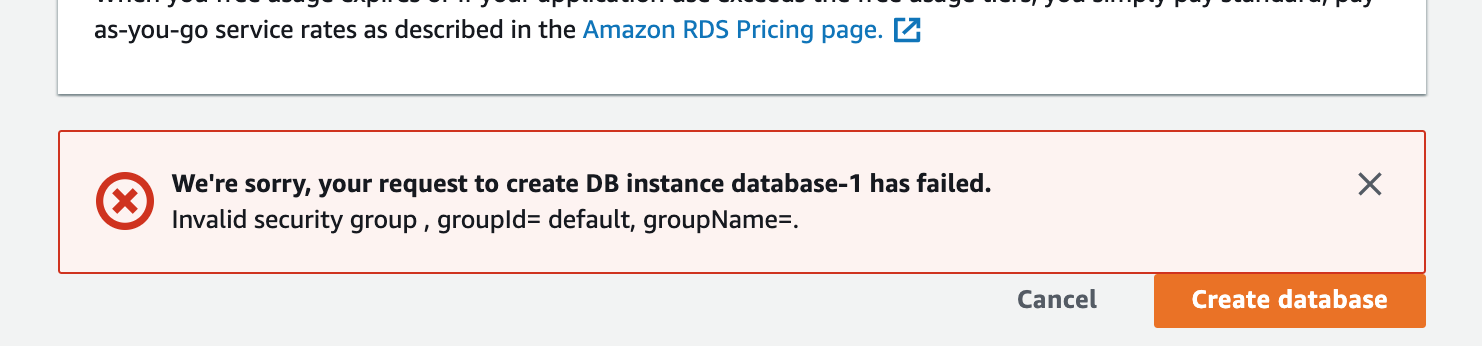 as-you-go service rates as described in the Amazon RDS Pricing page.
We're sorry, your request to create DB instance database-1 has failed.
Invalid security group , groupId= default, groupName=.
Cancel
Create database